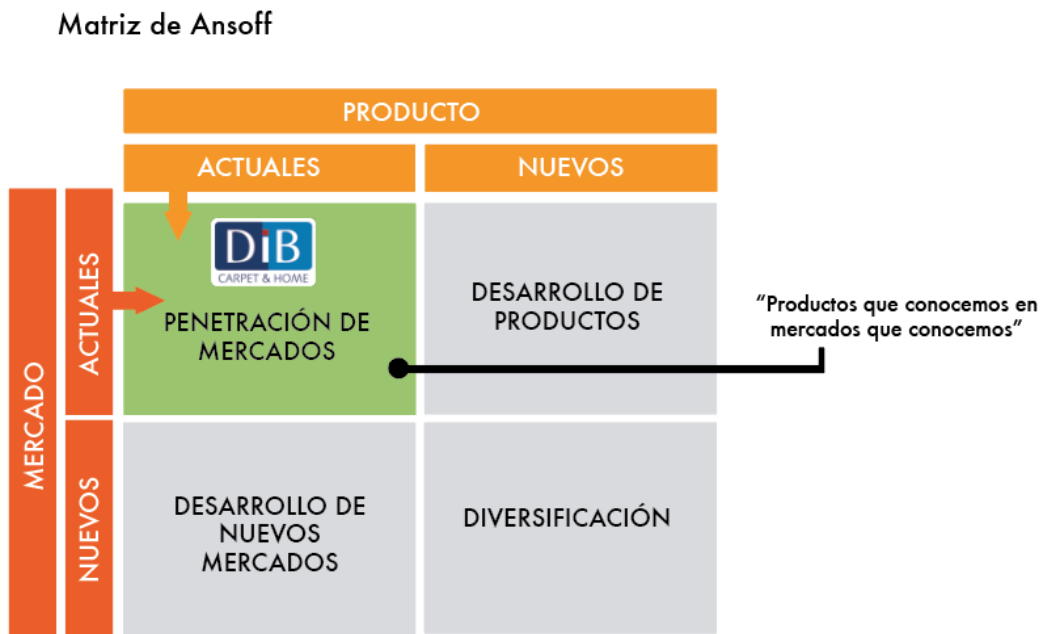 Matriz de Ansoff
PRODUCTO
ACTUALES
NUEVOS
MERCADO
ACTUALES
NUEVOS
DiB
CARPET & HOME
PENETRACIÓN DE
MERCADOS
DESARROLLO DE
PRODUCTOS
"Productos que conocemos en
mercados que conocemos"
DESARROLLO DE
NUEVOS
MERCADOS
DIVERSIFICACIÓN